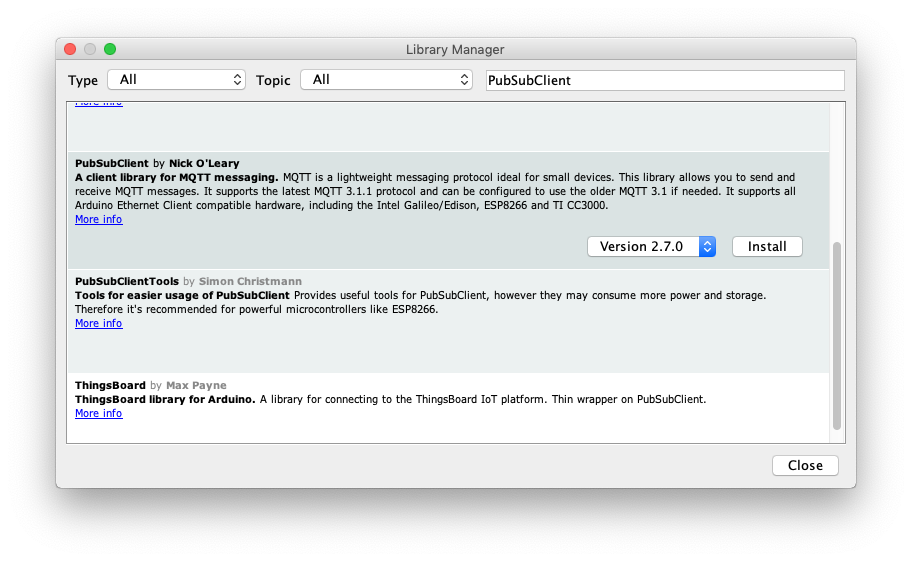 Library Manager
Type All Topic All PubSubClient
More info
PubSubClient by Nick O'Leary
A client library for MQTT messaging. MQTT is a lightweight messaging protocol ideal for small devices. This library allows you to send and
receive MQTT messages. It supports the latest MQTT 3.1.1 protocol and can be configured to use the older MQTT 3.1 if needed. It supports all
Arduino Ethernet Client compatible hardware, including the Intel Galileo/Edison, ESP8266 and TI CC3000.
More info
Version 2.7.0 Install
PubSubClientTools by Simon Christmann
Tools for easier usage of PubSubClient Provides useful tools for PubSubClient, however they may consume more power and storage.
Therefore it's recommended for powerful microcontrollers like ESP8266.
More info
ThingsBoard by Max Payne
ThingsBoard library for Arduino. A library for connecting to the ThingsBoard IoT platform. Thin wrapper on PubSubClient.
More info
Close